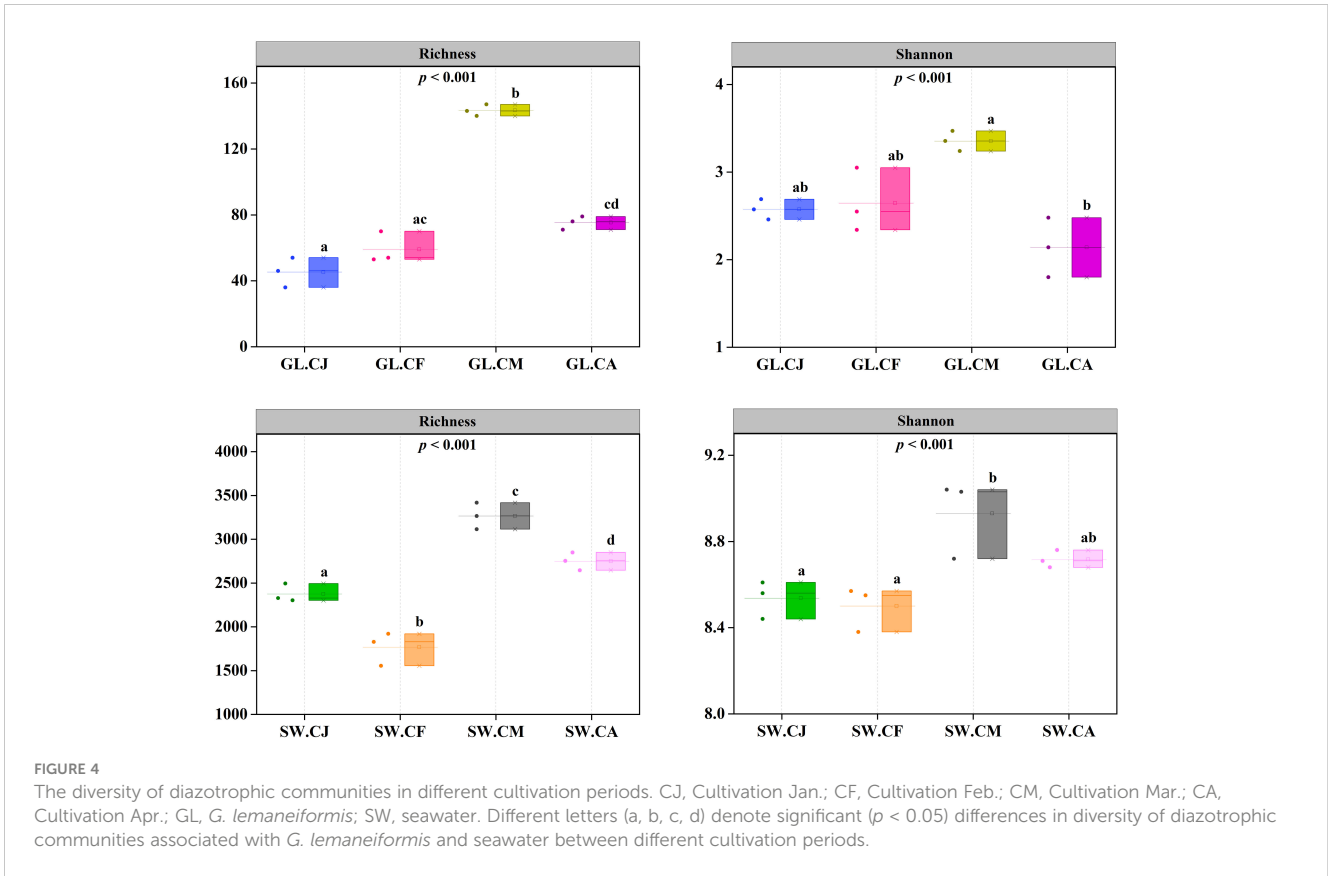 Richness
p < 0.001
160
120
80
40
0
a
ac
b
cd
GL.CJ GL.CF GL.CM GL.CA
Shannon
p < 0.001
4
3
2
1
ab
ab
a
b
GL.CJ GL.CF GL.CM GL.CA
Richness
p < 0.001
4000
3500
3000
2500
2000
1500
1000
a
b
c
d
SW.CJ SW.CF SW.CM SW.CA
Shannon
p < 0.001
9.2
8.8
8.4
8.0
a
a
b
ab
SW.CJ SW.CF SW.CM SW.CA
FIGURE 4
The diversity of diazotrophic communities in different cultivation periods. CJ, Cultivation Jan.; CF, Cultivation Feb.; CM, Cultivation Mar.; CA,
Cultivation Apr.; GL, G. lemaneiformis; SW, seawater. Different letters (a, b, c, d) denote significant (p < 0.05) differences in diversity of diazotrophic
communities associated with G. lemaneiformis and seawater between different cultivation periods.